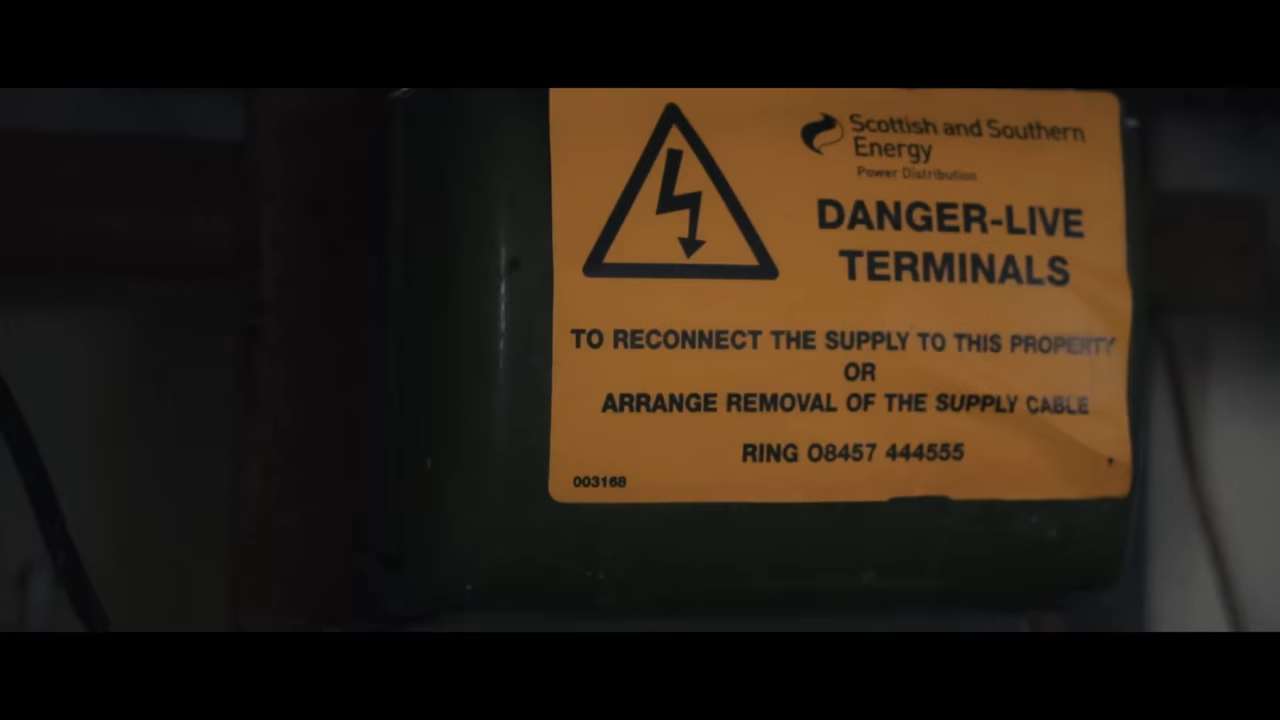 Scottish and Southern
Energy
Power Distribution
DANGER-LIVE
TERMINALS
TO RECONNECT THE SUPPLY TO THIS PROPERTY
OR
ARRANGE REMOVAL OF THE SUPPLY CABLE
RING 08457 444555
003168